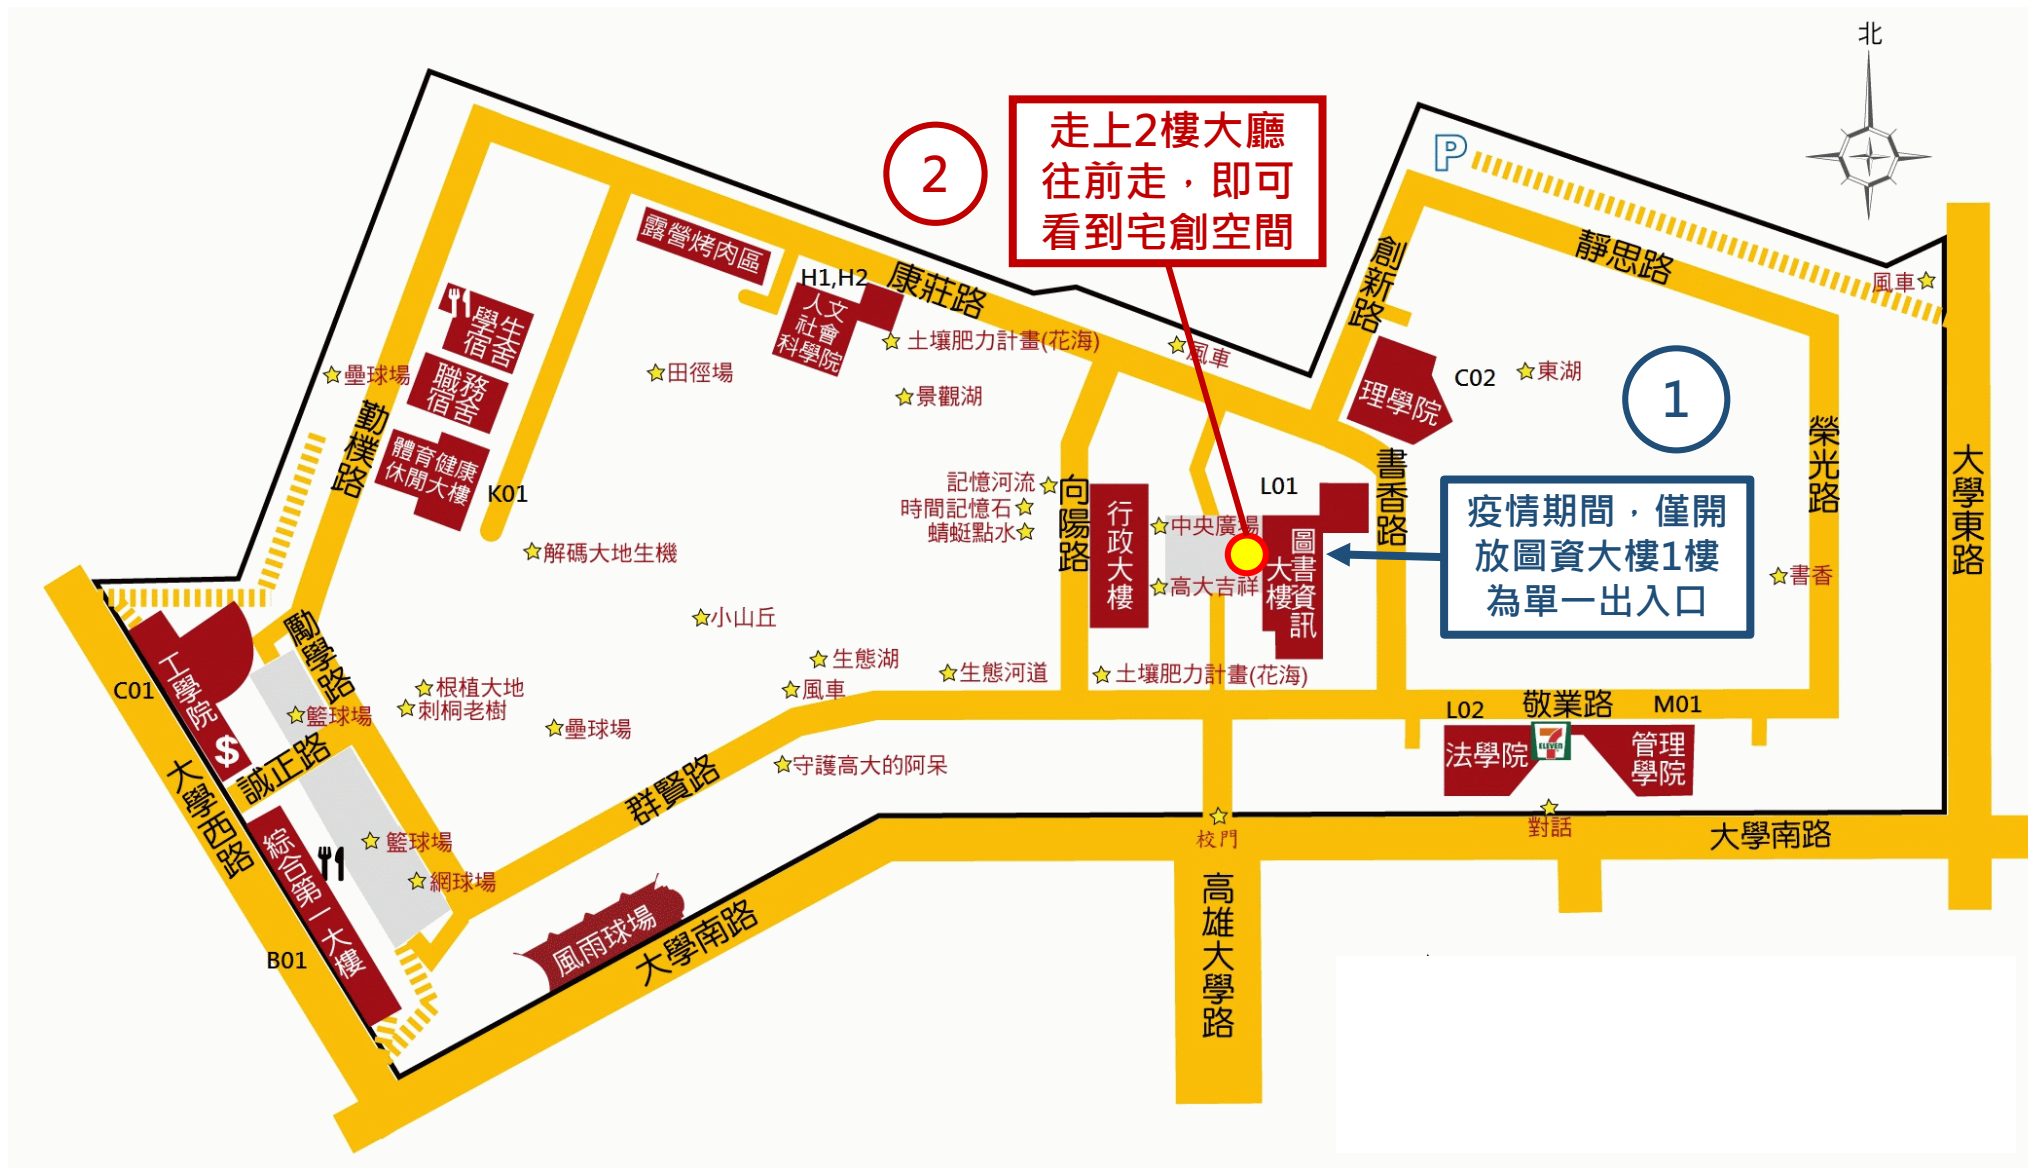 北
走上2樓大廳
往前走，即可
看到宅創空間
2
P
創新路
靜思路
風車
露營烤肉區
H1,H2
康莊路
人文
社會
科學院
土壤肥力計畫(花海)
風車
學生
宿舍
職務
宿舍
壘球場
田徑場
景觀湖
理學院
C02
東湖
1
勤樸路
體育健康
休閒大樓
K01
記憶河流
時間記憶石
蜻蜓點水
向陽路
行政大樓
中央廣場
高大吉祥
L01
圖書資訊
大樓
書香路
疫情期間，僅開
放圖資大樓1樓
為單一出入口
榮光路
大學東路
書香
解碼大地生機
小山丘
生態湖
風車
生態河道
土壤肥力計畫(花海)
勵學路
工學院
C01
$
籃球場
根植大地
刺桐老樹
壘球場
誠正路
大學西路
群賢路
守護高大的阿呆
敬業路
L02
M01
法學院
7
ELEVEN
管理
學院
對話
校門
大學南路
籃球場
網球場
綜合第一大樓
B01
風雨球場
大學南路
高雄大學路